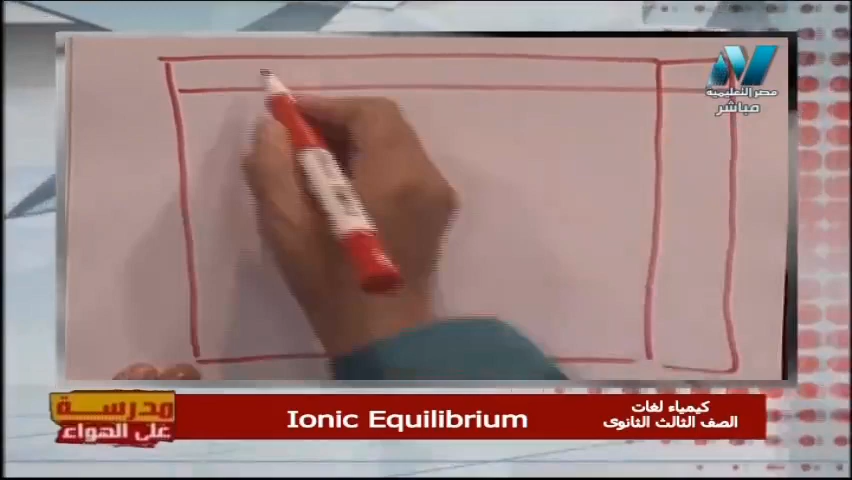 مصر التعليمية
مباشر
مدرسة
على الهواء
Ionic Equilibrium
كيمياء لغات
الصف الثالث الثانوى